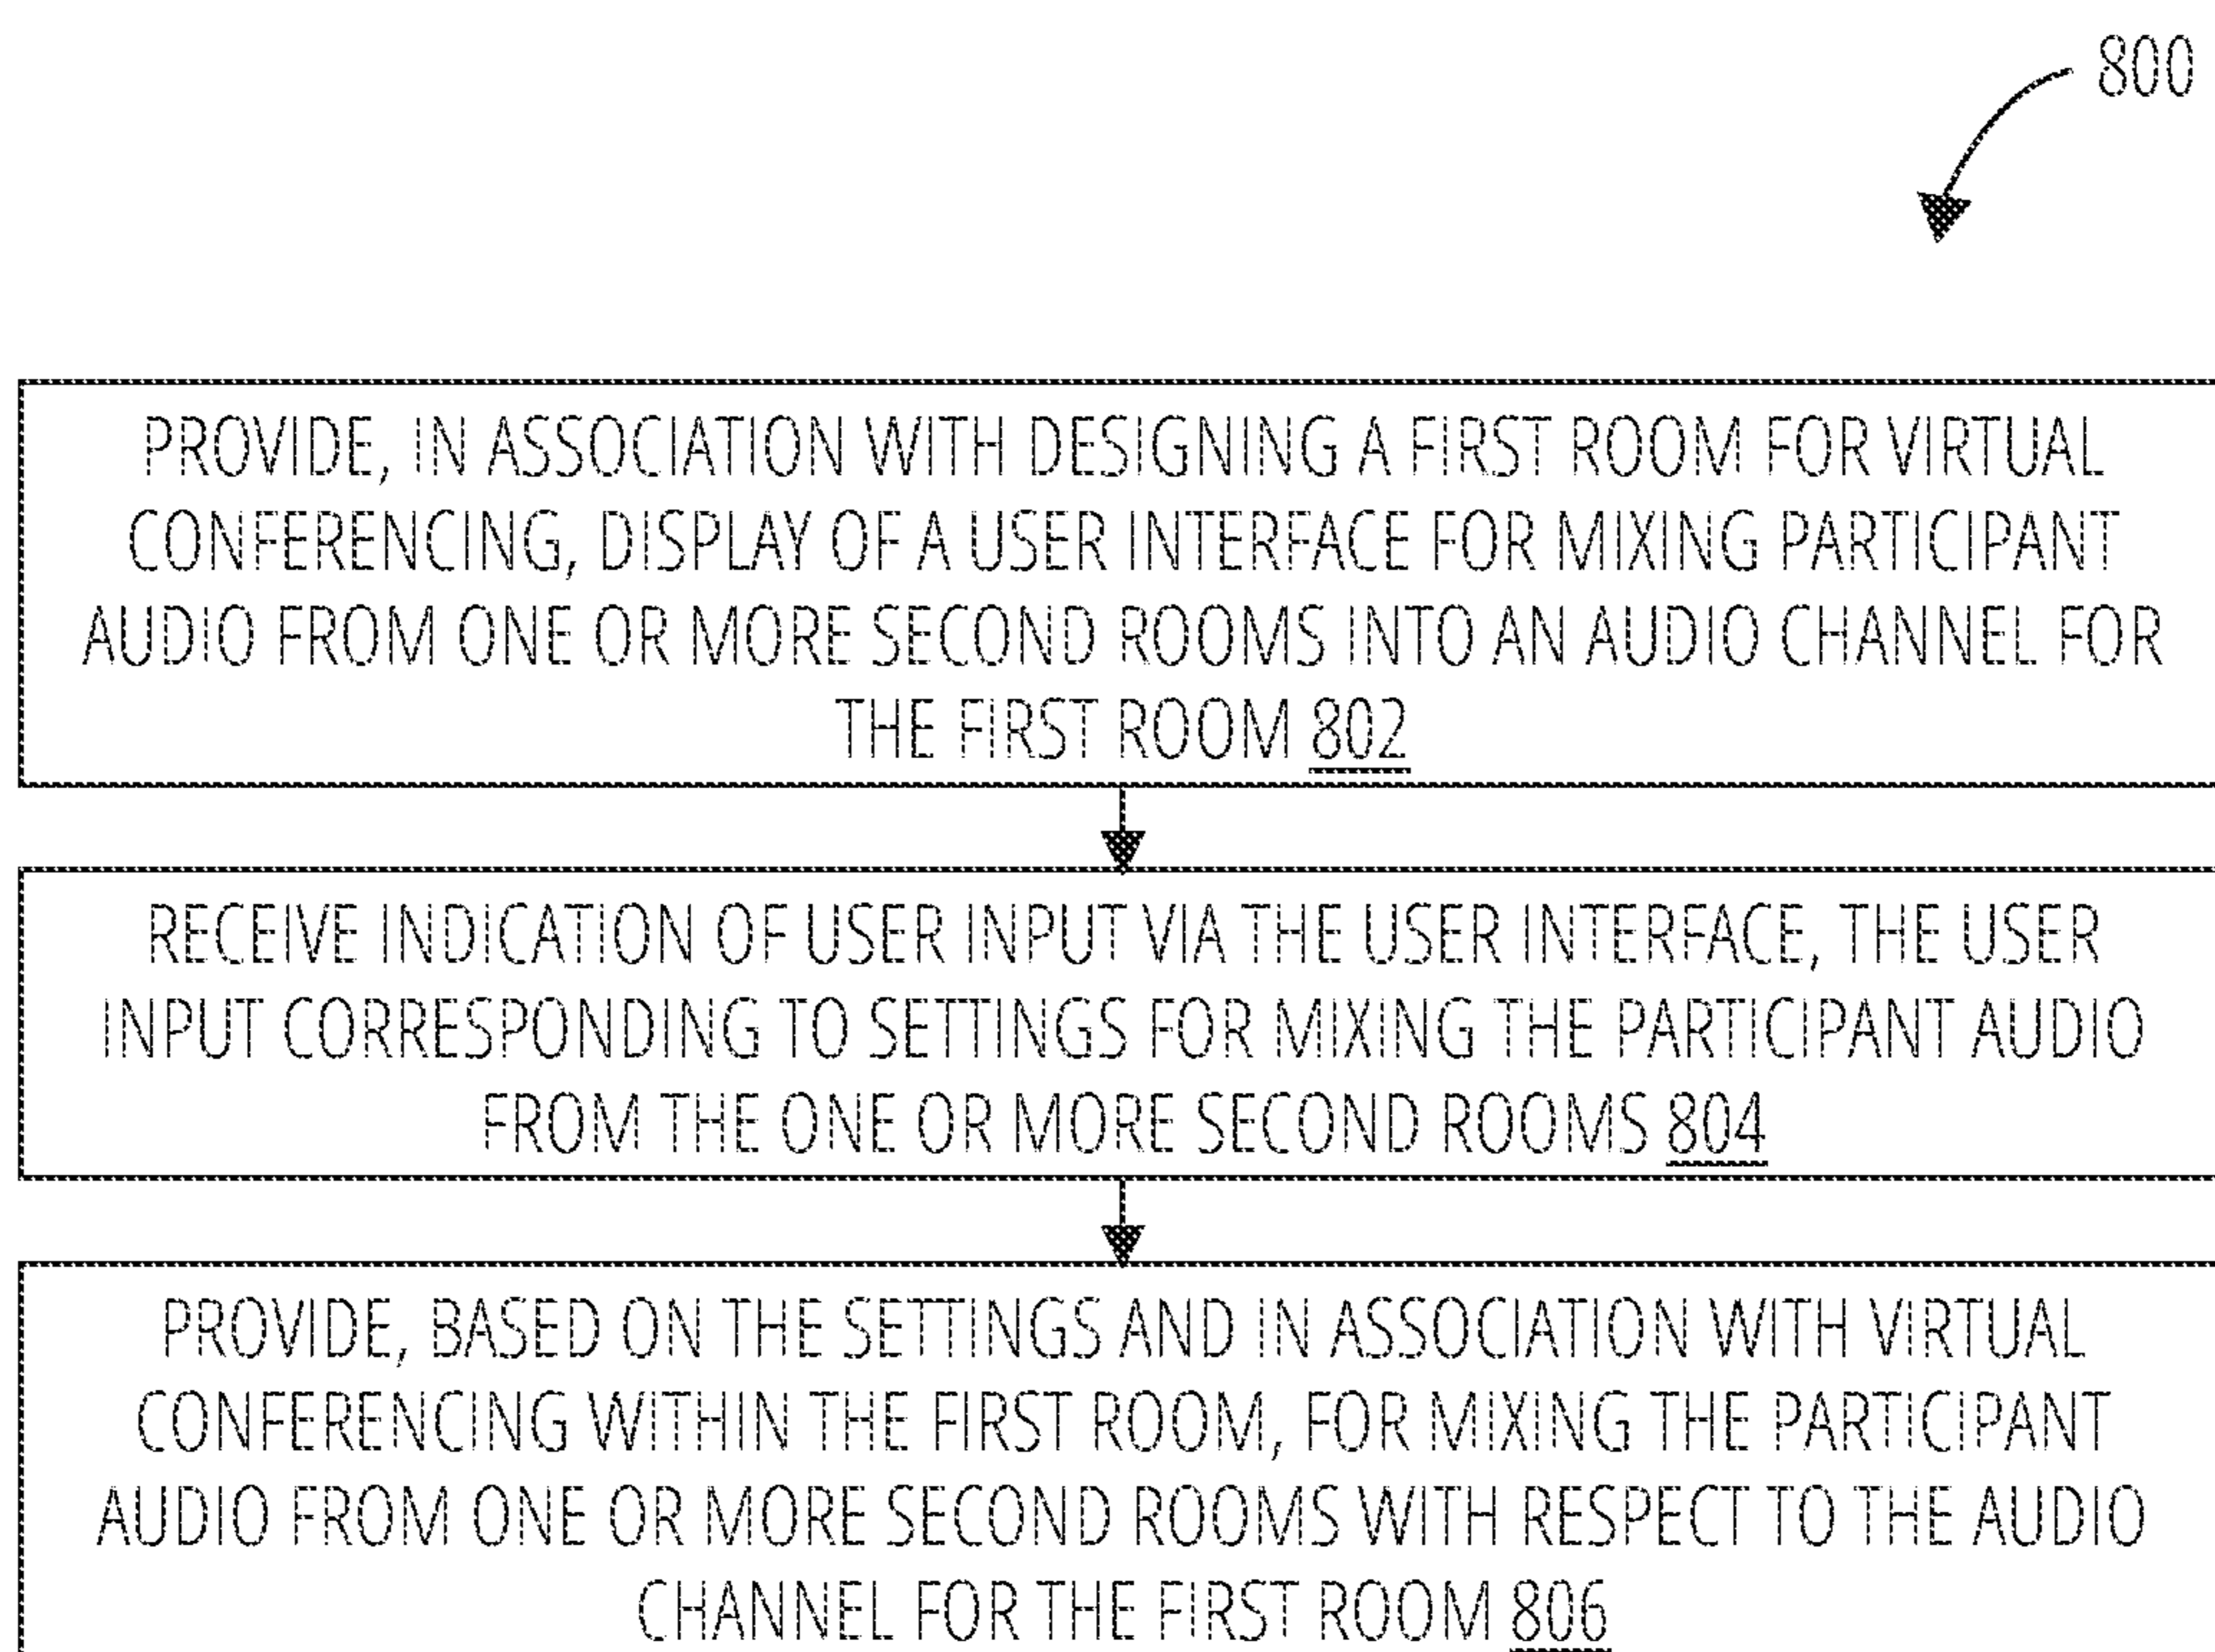 800
PROVIDE, IN ASSOCIATION WITH DESIGNING A FIRST ROOM FOR VIRTUAL
CONFERENCING, DISPLAY OF A USER INTERFACE FOR MIXING PARTICIPANT
AUDIO FROM ONE OR MORE SECOND ROOMS INTO AN AUDIO CHANNEL FOR
THE FIRST ROOM 802
RECEIVE INDICATION OF USER INPUT VIA THE USER INTERFACE, THE USER
INPUT CORRESPONDING TO SETTINGS FOR MIXING THE PARTICIPANT AUDIO
FROM THE ONE OR MORE SECOND ROOMS 804
PROVIDE, BASED ON THE SETTINGS AND IN ASSOCIATION WITH VIRTUAL
CONFERENCING WITHIN THE FIRST ROOM, FOR MIXING THE PARTICIPANT
AUDIO FROM ONE OR MORE SECOND ROOMS WITH RESPECT TO THE AUDIO
CHANNEL FOR THE FIRST ROOM 806